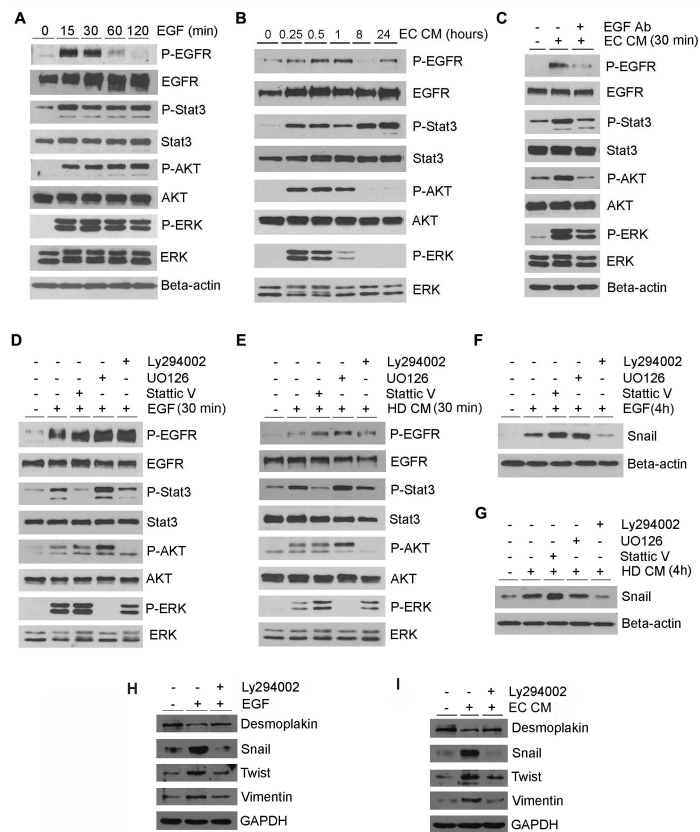 A
0 15 30 60 120 EGF (min)
P-EGFR
EGFR
P-Stat3
Stat3
P-AKT
AKT
P-ERK
ERK
Beta-actin
B
0 0.25 0.5 1 8 24 EC CM (hours)
P-EGFR
EGFR
P-Stat3
Stat3
P-AKT
AKT
P-ERK
ERK
C
- - + EGF Ab
- + + EC CM (30 min)
P-EGFR
EGFR
P-Stat3
Stat3
P-AKT
AKT
P-ERK
ERK
Beta-actin
D
- - - - + Ly294002
- - - + - UO126
- - + - - Stattic V
- + + + + EGF (30 min)
P-EGFR
EGFR
P-Stat3
Stat3
P-AKT
AKT
P-ERK
ERK
E
- - - - + Ly294002
- - - + - UO126
- - + - - Stattic V
- + + + + HD CM (30 min)
P-EGFR
EGFR
P-Stat3
Stat3
P-AKT
AKT
P-ERK
ERK
F
- - - - + Ly294002
- - - + - UO126
- - + - - Stattic V
- + + + + EGF(4h)
Snail
Beta-actin
G
- - - - + Ly294002
- - - + - UO126
- - + - - Stattic V
- + + + + HD CM (4h)
Snail
Beta-actin
H
- - + Ly294002
- + + EGF
Desmoplakin
Snail
Twist
Vimentin
GAPDH
I
- - + Ly294002
- + + EC CM
Desmoplakin
Snail
Twist
Vimentin
GAPDH